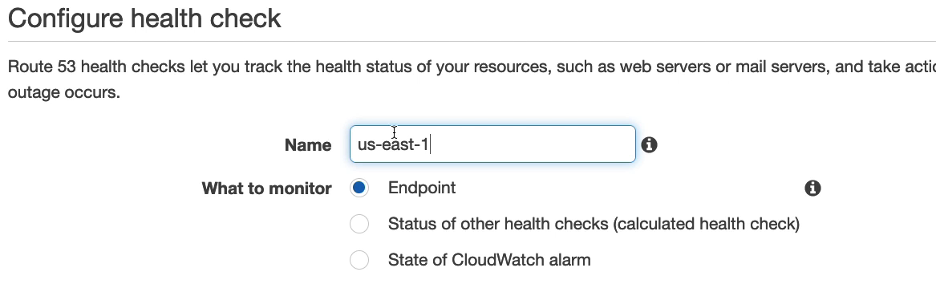 Configure health check
Route 53 health checks let you track the health status of your resources, such as web servers or mail servers, and take
outage occurs.
Name us-east-1
What to monitor Endpoint
Status of other health checks (calculated health check)
State of CloudWatch alarm